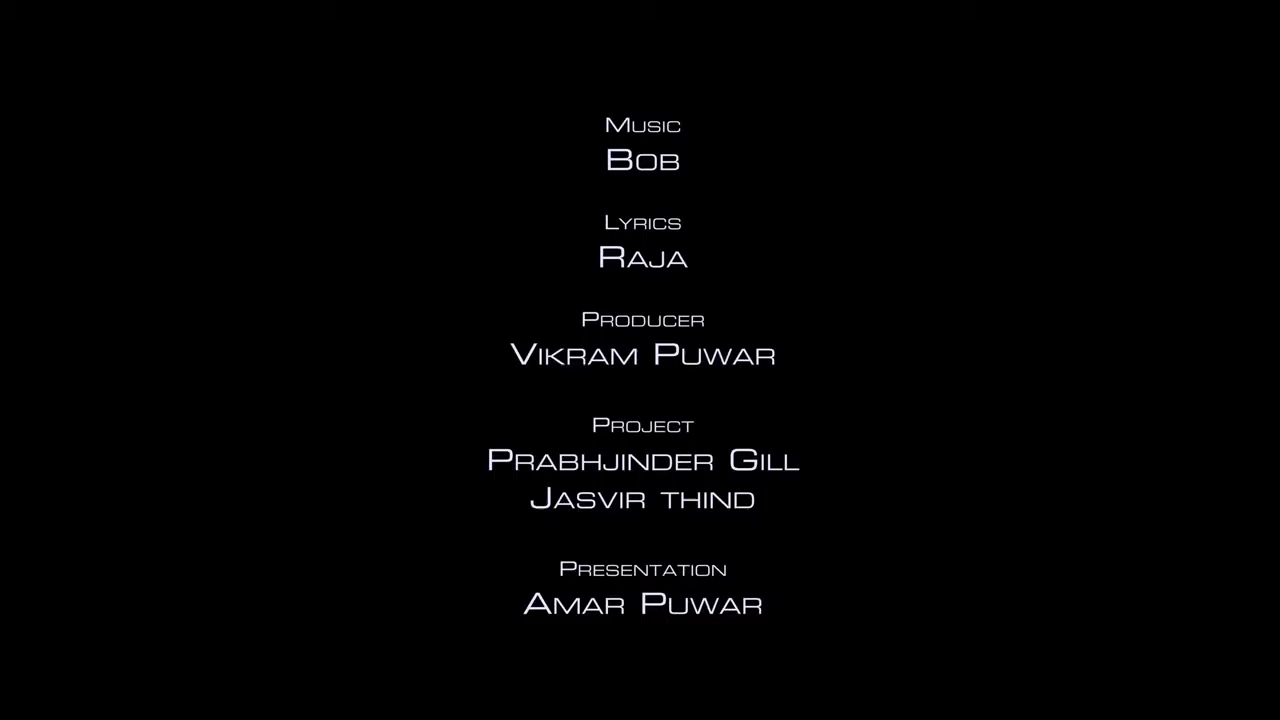 Music
Bob
Lyrics
Raja
Producer
Vikram Puwar
Project
Prabhjinder Gill
Jasvir thind
Presentation
Amar Puwar